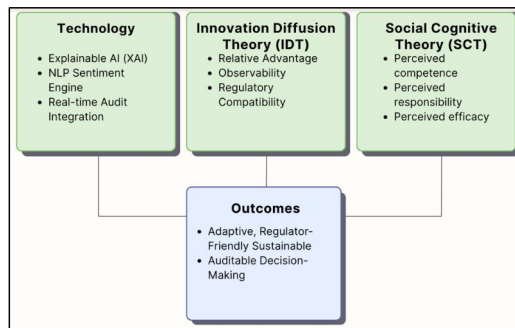 Technology
• Explainable AI (XAI)
• NLP Sentiment
Engine
• Real-time Audit
Integration
Innovation Diffusion
Theory (IDT)
• Relative Advantage
• Observability
• Regulatory
Compatibility
Social Cognitive
Theory (SCT)
• Perceived
competence
• Perceived
responsibility
• Perceived efficacy
Outcomes
• Adaptive, Regulator-
Friendly Sustainable
• Auditable Decision-
Making